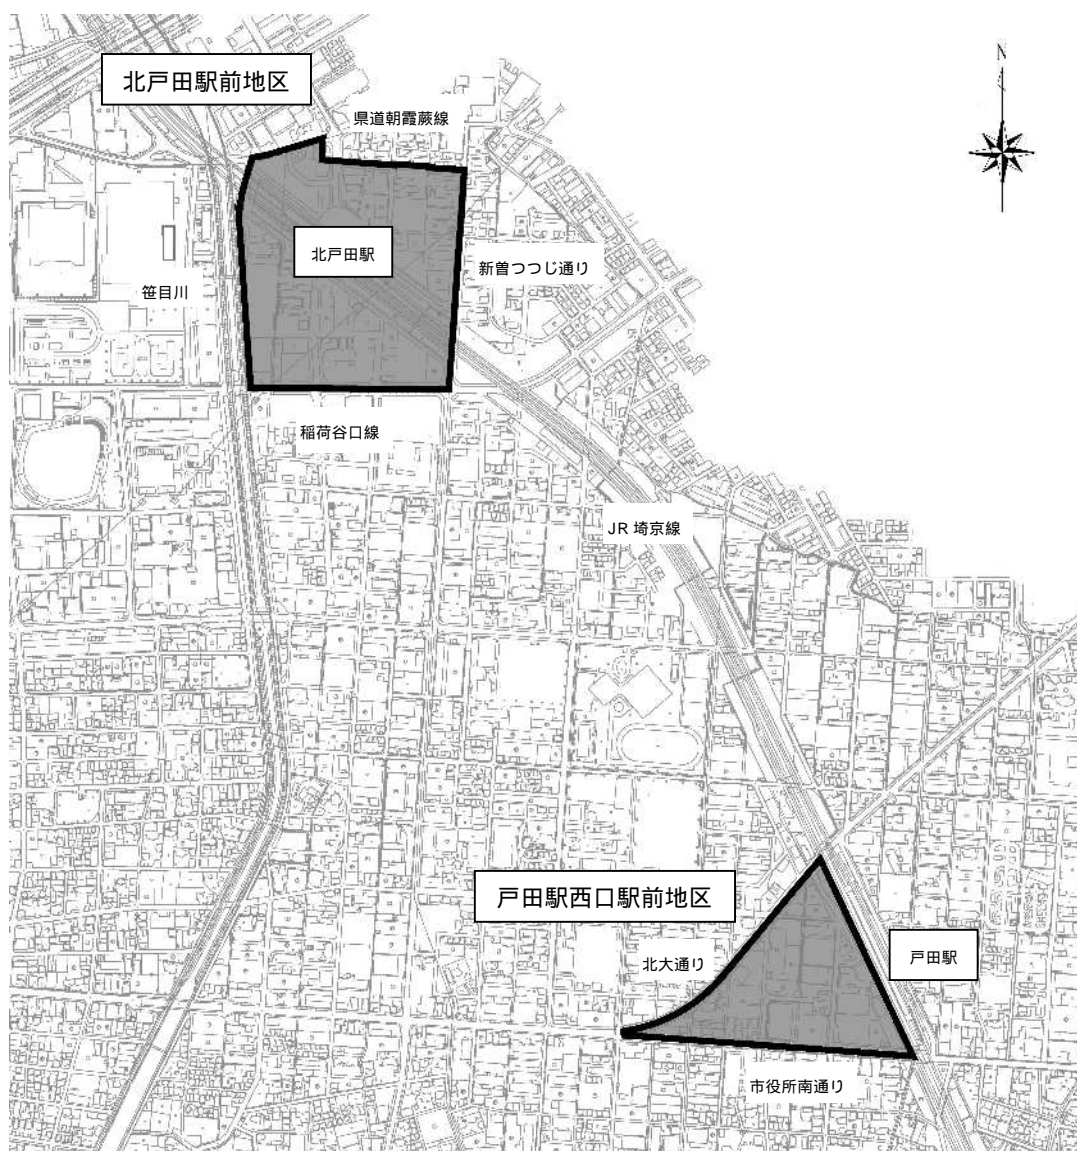 N
北戸田駅前地区
県道朝霞蕨線
北戸田駅
新曽つつじ通り
笹目川
稲荷谷口線
JR 埼京線
戸田駅西口駅前地区
北大通り
戸田駅
市役所南通り